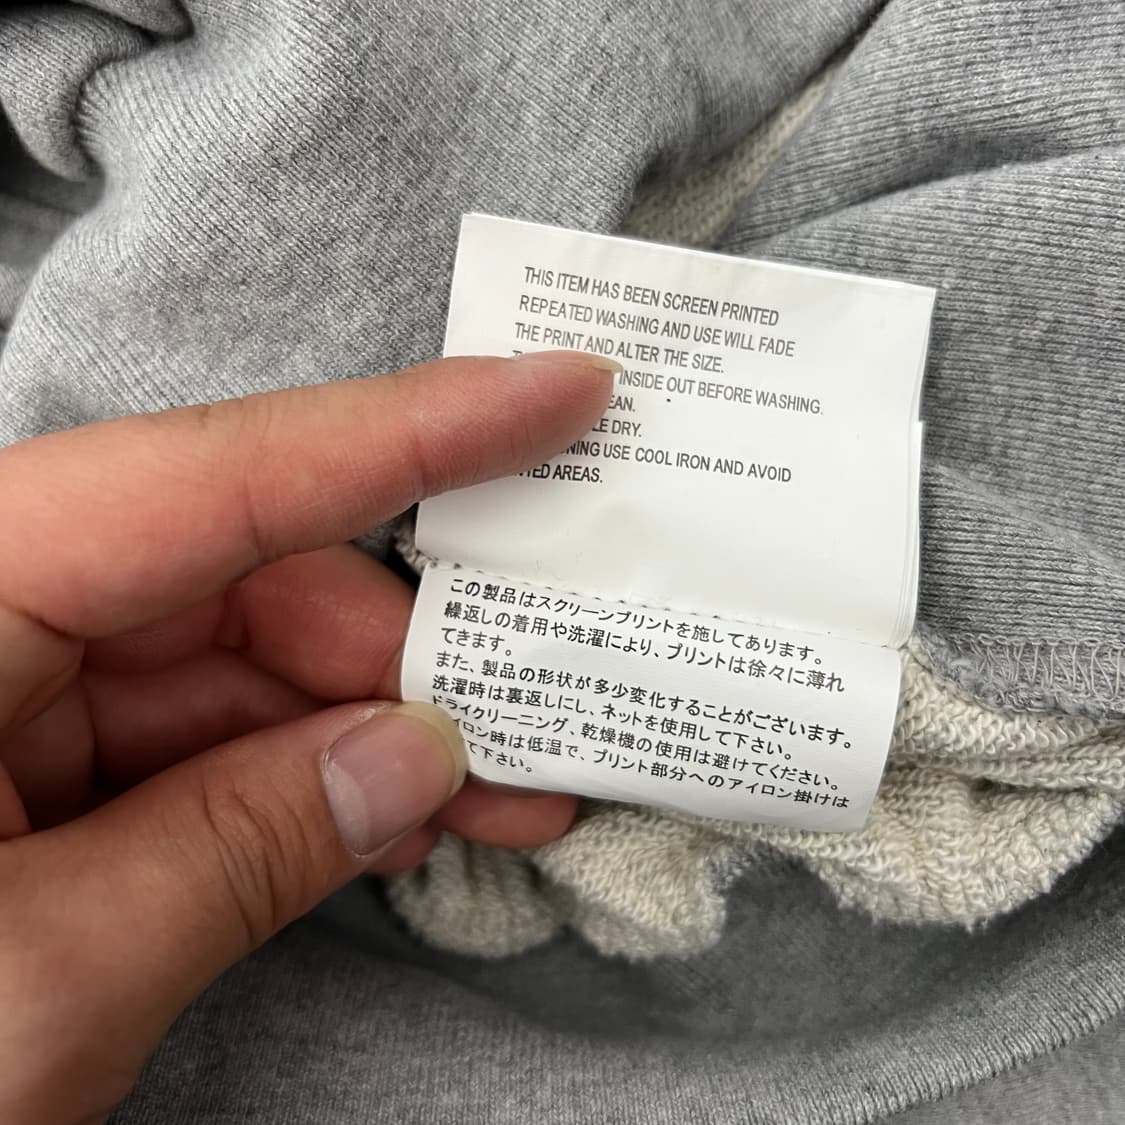 THIS ITEM HAS BEEN SCREEN PRINTED
REPEATED WASHING AND USE WILL FADE
THE PRINT AND ALTER THE SIZE.
INSIDE OUT BEFORE WASHING.
DRY.
USE COOL IRON AND AVOID
AREAS.
この製品はスクリーンプリントを施してあります。
繰返しの着用や洗濯により、プリントは徐々に薄れ
てきます。
また、製品の形状が多少変化することがございます。
洗濯時は裏返しにし、ネットを使用して下さい。
ドライクリーニング、乾燥機の使用は避けてください。
アイロン時は低温で、プリント部分へのアイロン掛けは
て下さい。